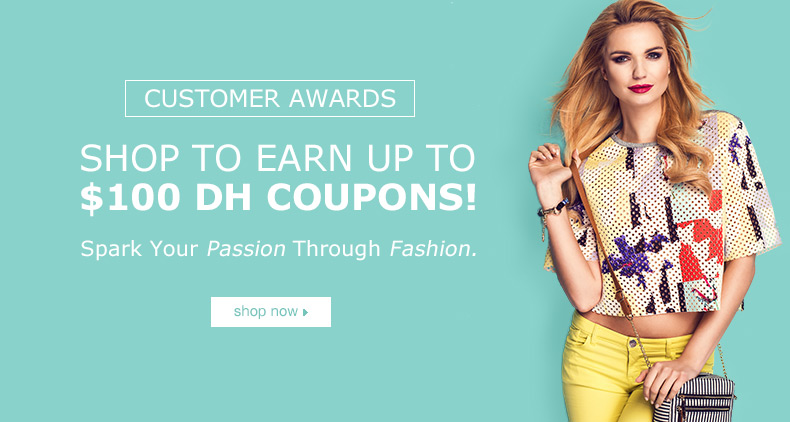 CUSTOMER AWARDS
SHOP TO EARN UP TO
$100 DH COUPONS!
Spark Your Passion Through Fashion.
shop now